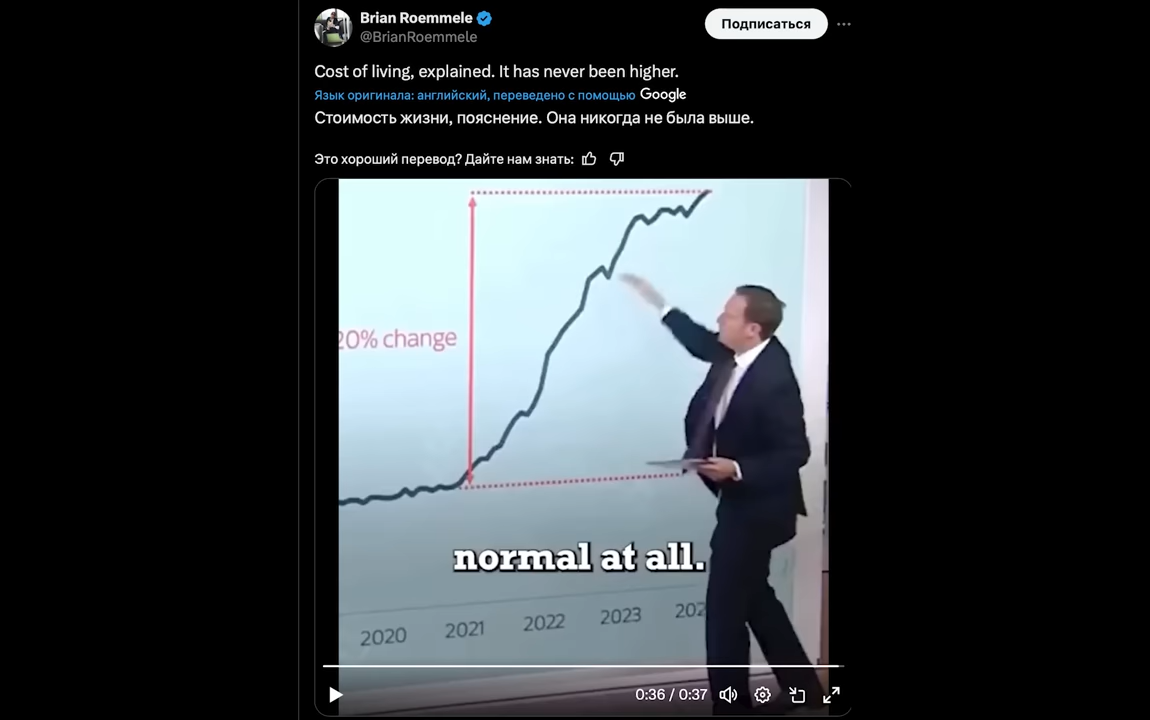 Brian Roemmele
@BrianRoemmele
Подписаться
Cost of living, explained. It has never been higher.
Язык оригинала: английский, переведено с помощью Google
Стоимость жизни, пояснение. Она никогда не была выше.
Это хороший перевод? Дайте нам знать:
20% change
normal at all.
2020 2021 2022 2023
0:36 / 0:37